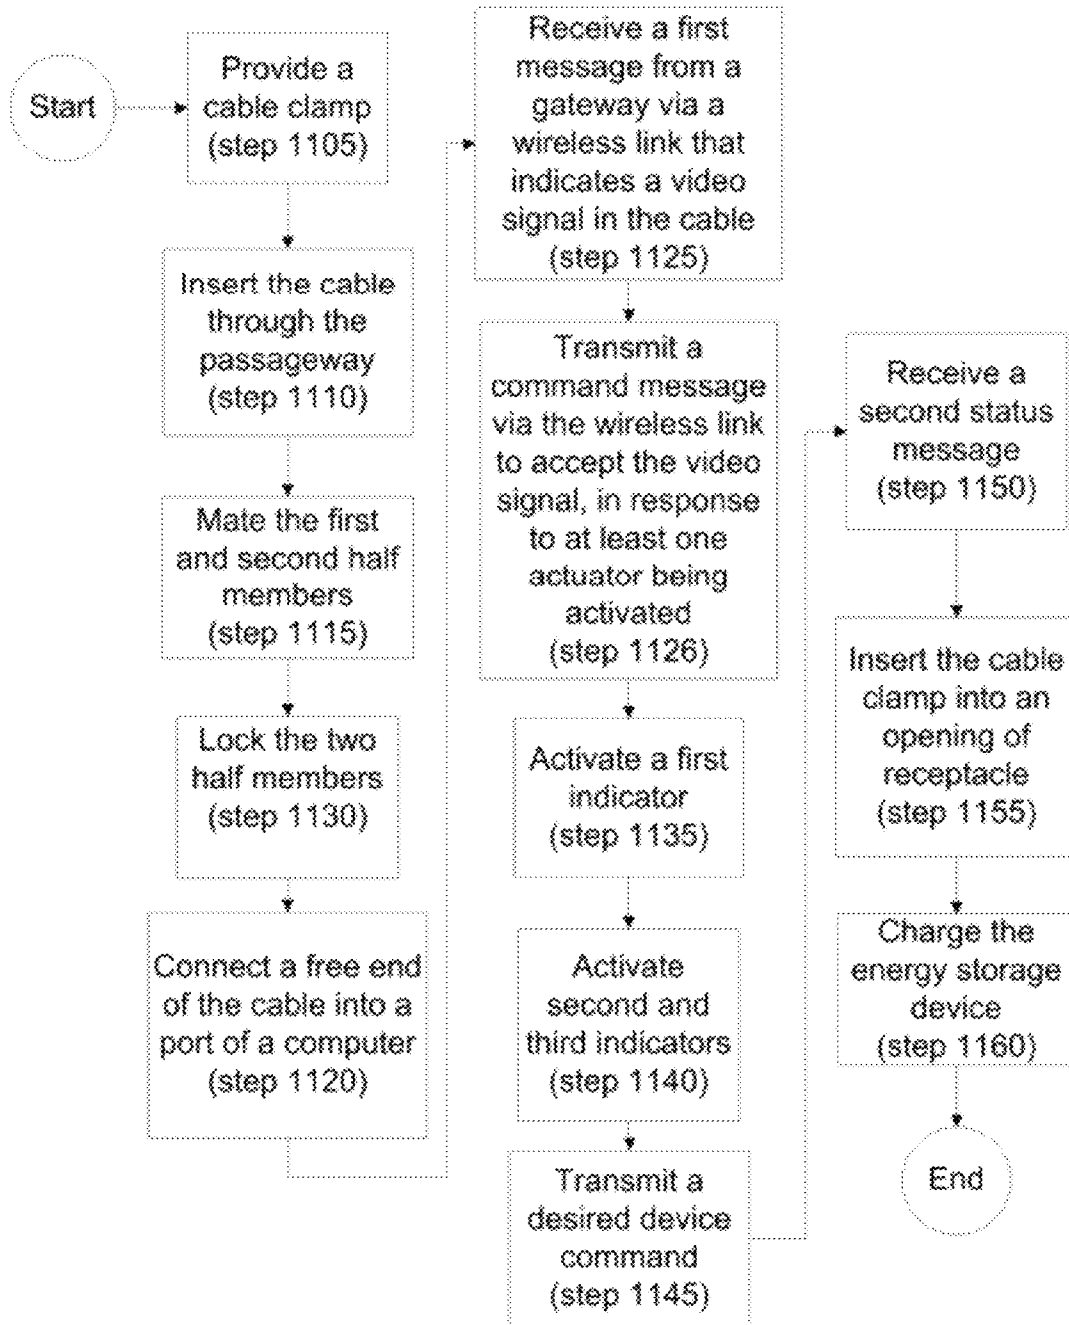 Start
Provide a
cable clamp
(step 1105)
Insert the cable
through the
passageway
(step 1110)
Mate the first
and second half
members
(step 1115)
Lock the two
half members
(step 1130)
Connect a free end
of the cable into a
port of a computer
(step 1120)
Receive a first
message from a
gateway via a
wireless link that
indicates a video
signal in the cable
(step 1125)
Transmit a
command message
via the wireless link
to accept the video
signal, in response
to at least one
actuator being
activated
(step 1126)
Activate a first
indicator
(step 1135)
Activate
second and
third indicators
(step 1140)
Transmit a
desired device
command
(step 1145)
Receive a
second status
message
(step 1150)
Insert the cable
clamp into an
opening of
receptacle
(step 1155)
Charge the
energy storage
device
(step 1160)
End